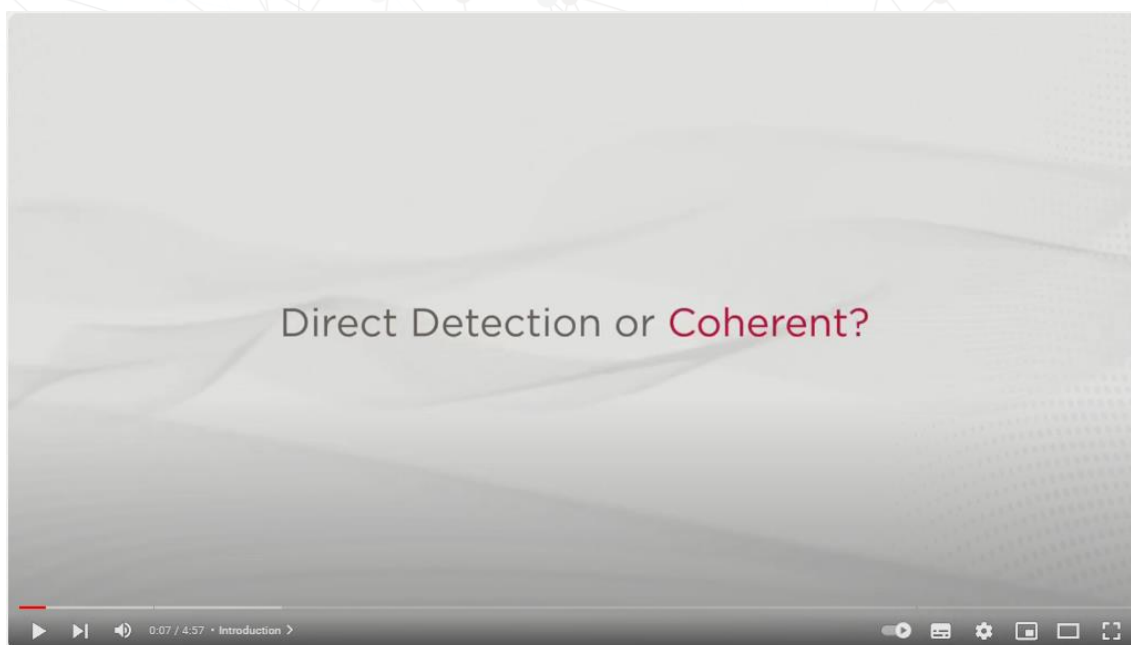 Direct Detection or Coherent?
0:07 / 4:57 • Introduction >